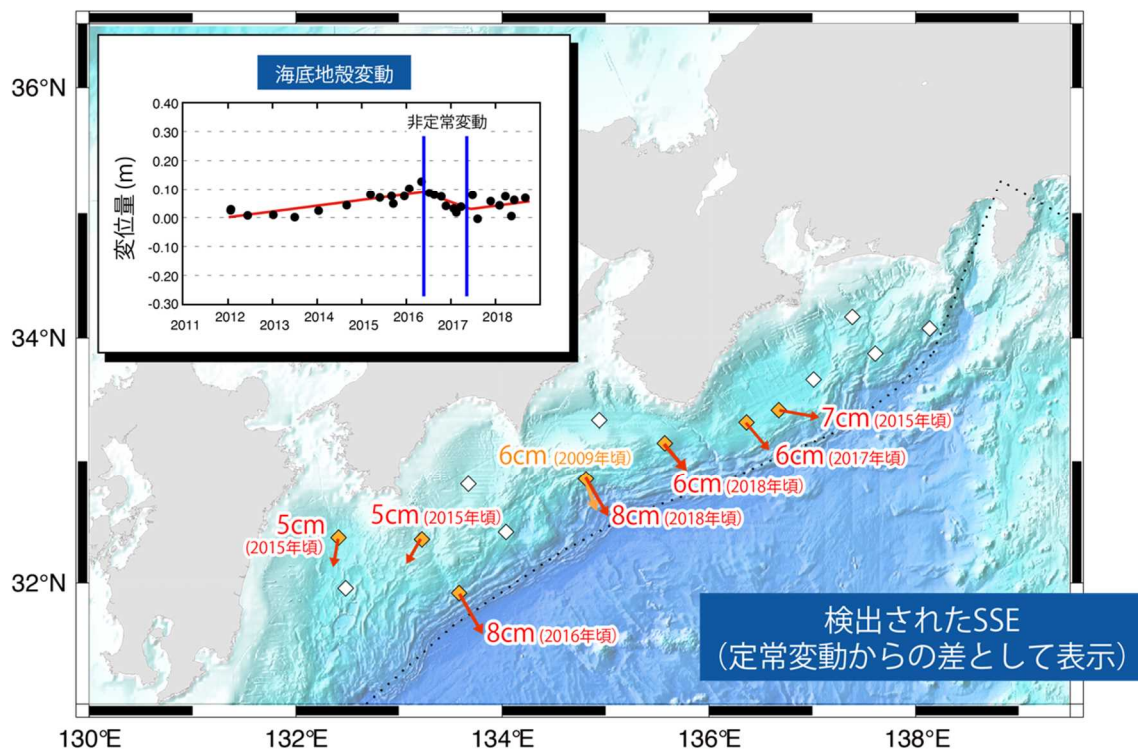 36°N
34°N
32°N
130°E
132°E
134°E
136°E
138°E
海底地殻変動
非定常変動
変位量 (m)
0.40
0.30
0.20
0.10
0.00
-0.10
-0.20
-0.30
2011
2012
2013
2014
2015
2016
2017
2018
7cm (2015年頃)
6cm (2017年頃)
6cm (2018年頃)
6cm (2009年頃)
8cm (2018年頃)
5cm (2015年頃)
5cm
(2015年頃)
8cm (2016年頃)
検出されたSSE
（定常変動からの差として表示）